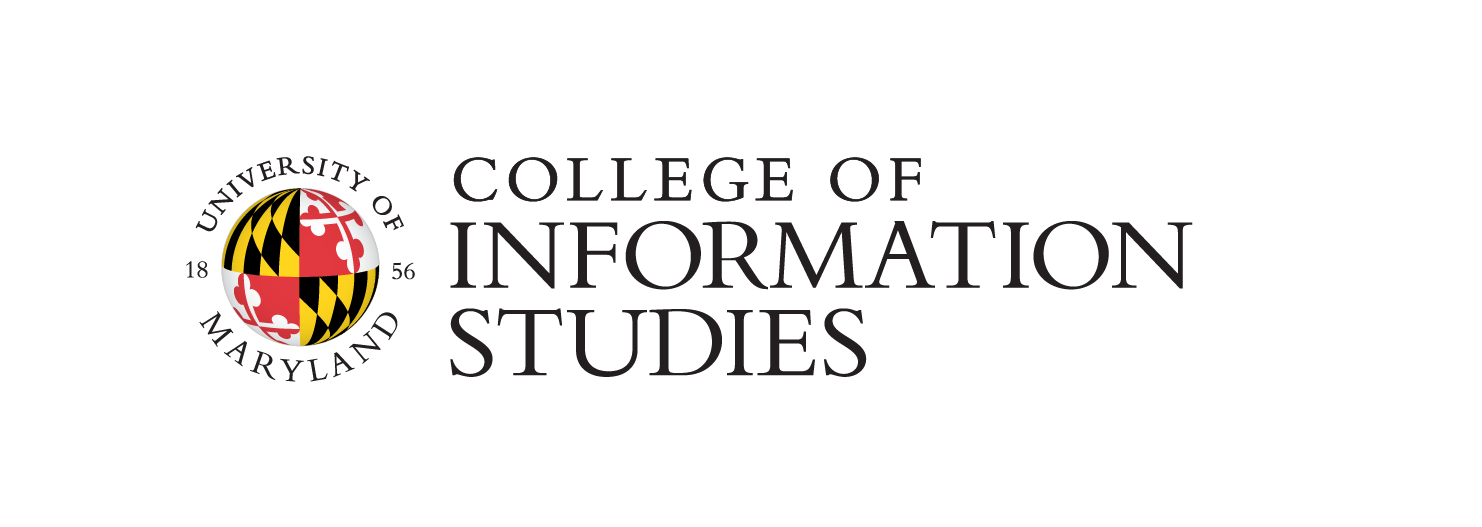 UNIVERSITY OF
18 56
MARYLAND
COLLEGE OF
INFORMATION
STUDIES